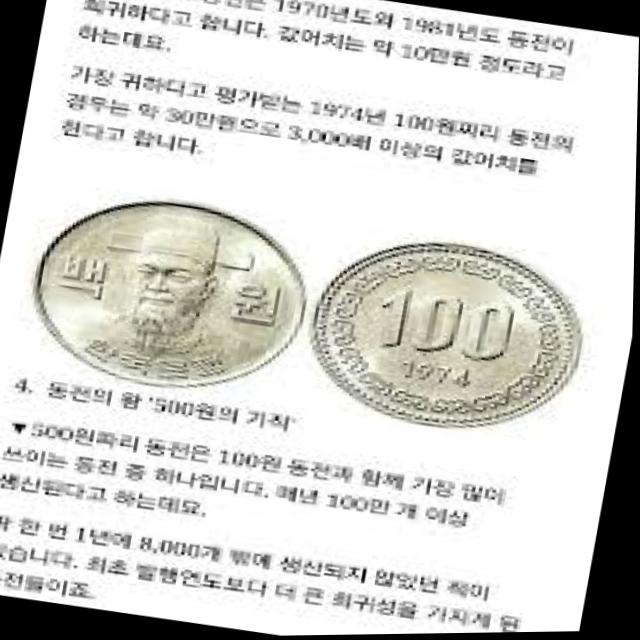 동전은 1970년도와 1981년도 동전이
희귀하다고 합니다. 값어치는 약 10만원 정도라고
하는데요.
가장 귀하다고 평가받는 1974년 100원짜리 동전의
경우는 약 30만원으로 3,000배 이상의 값어치를
한다고 합니다.
백 원
한국은행
100
1974
4. 동전의 왕 '500원의 기적'
▼500원짜리 동전은 100원 동전과 함께 가장 많이
쓰이는 동전 중 하나입니다. 매년 100만 개 이상
생산된다고 하는데요.
한 번 1년에 8,000개 밖에 생산되지 않았던 적이
있습니다. 최초 발행연도보다 더 큰 희귀성을 가지게 된